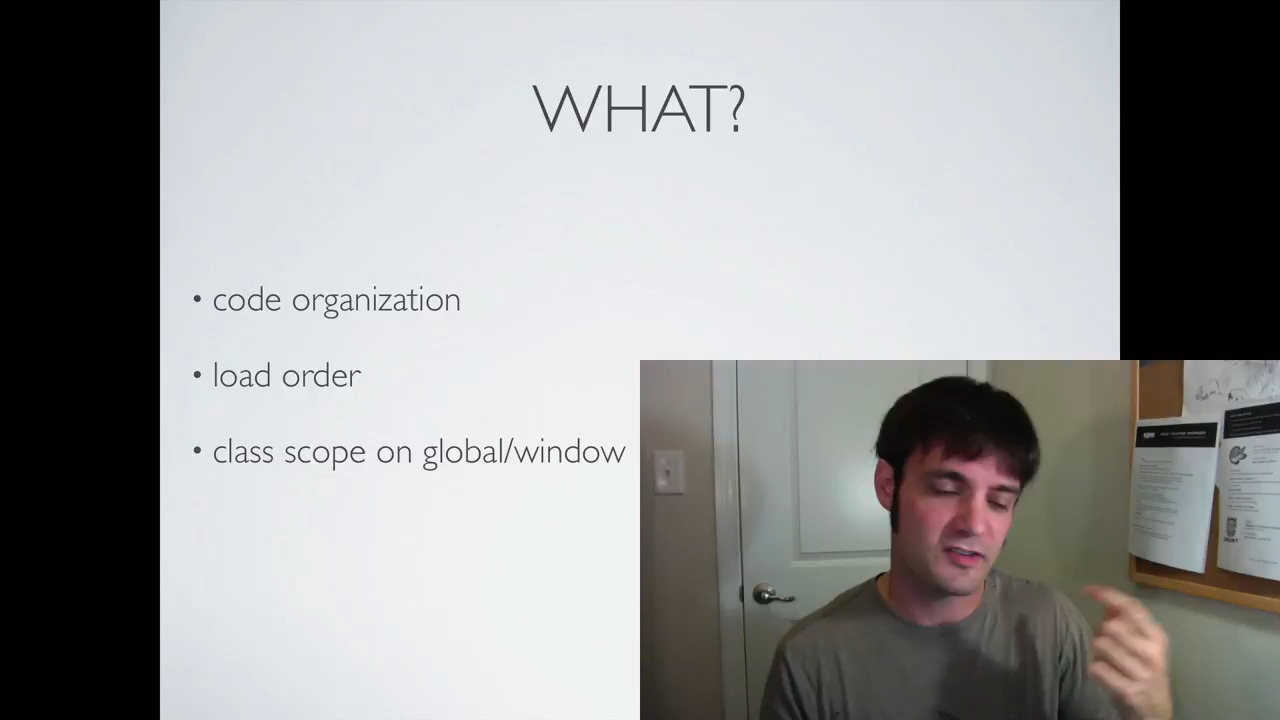 WHAT?
• code organization
• load order
• class scope on global/window